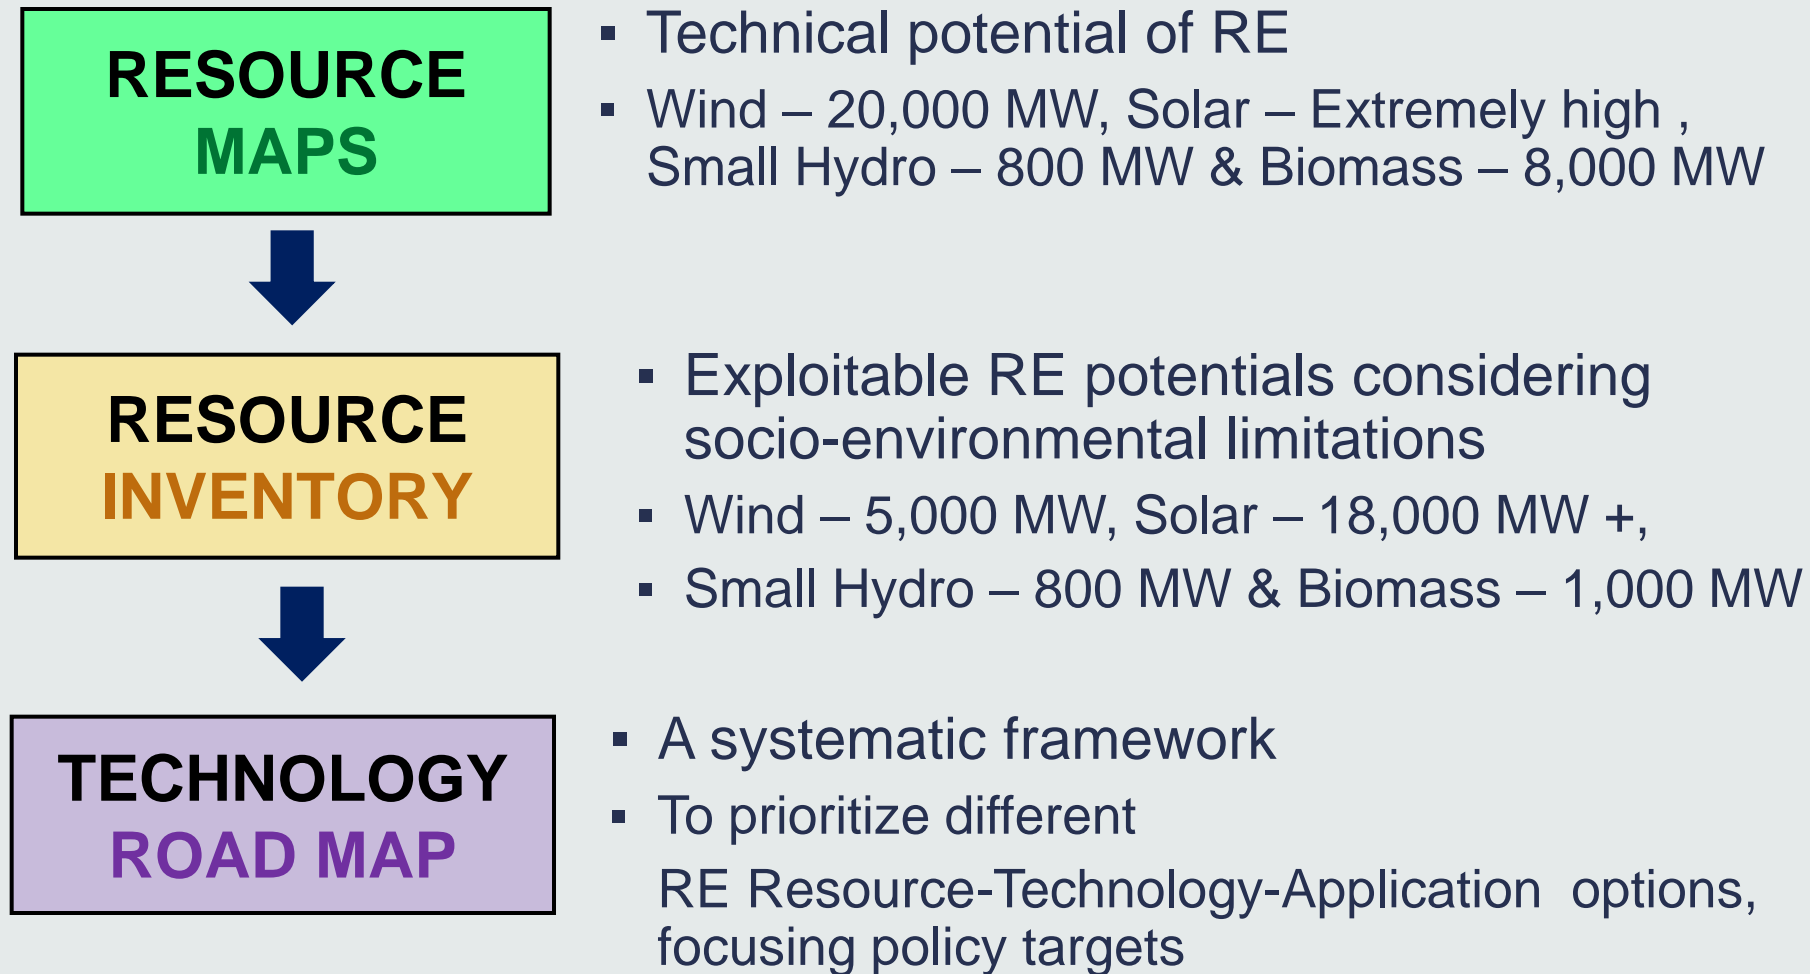 RESOURCE
MAPS
▪ Technical potential of RE
▪ Wind – 20,000 MW, Solar – Extremely high ,
Small Hydro – 800 MW & Biomass – 8,000 MW
RESOURCE
INVENTORY
▪ Exploitable RE potentials considering
socio-environmental limitations
▪ Wind – 5,000 MW, Solar – 18,000 MW +,
▪ Small Hydro – 800 MW & Biomass – 1,000 MW
TECHNOLOGY
ROAD MAP
▪ A systematic framework
▪ To prioritize different
RE Resource-Technology-Application options,
focusing policy targets